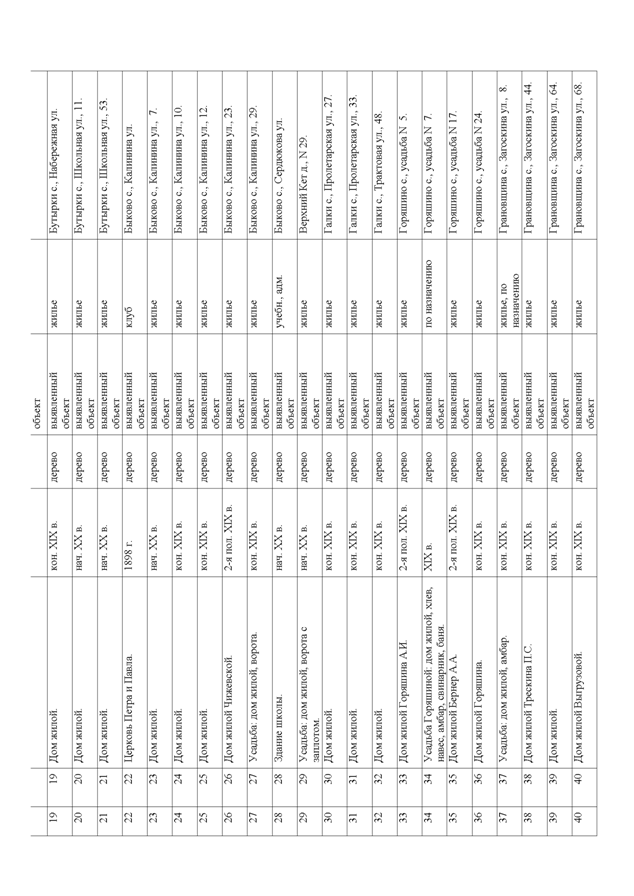 объект
19 19 Дом жилой. кон. XIX в. дерево выявленный объект жилье Бутырки с., Набережная ул.
20 20 Дом жилой. нач. XX в. дерево выявленный объект жилье Бутырки с., Школьная ул., 11.
21 21 Дом жилой. нач. XX в. дерево выявленный объект жилье Бутырки с., Школьная ул., 53.
22 22 Церковь Петра и Павла. 1898 г. дерево выявленный объект клуб Быково с., Калинина ул.
23 23 Дом жилой. нач. XX в. дерево выявленный объект жилье Быково с., Калинина ул., 7.
24 24 Дом жилой. кон. XIX в. дерево выявленный объект жилье Быково с., Калинина ул., 10.
25 25 Дом жилой. кон. XIX в. дерево выявленный объект жилье Быково с., Калинина ул., 12.
26 26 Дом жилой Чижевской. 2-я пол. XIX в. дерево выявленный объект жилье Быково с., Калинина ул., 23.
27 27 Усадьба: дом жилой, ворота. кон. XIX в. дерево выявленный объект жилье Быково с., Калинина ул., 29.
28 28 Здание школы. нач. XX в. дерево выявленный объект учебн., адм. Быково с., Сердюкова ул.
29 29 Усадьба: дом жилой, ворота с заплотом. нач. XX в. дерево выявленный объект жилье Верхний Кет д., N 29.
30 30 Дом жилой. кон. XIX в. дерево выявленный объект жилье Галки с., Пролетарская ул., 27.
31 31 Дом жилой. кон. XIX в. дерево выявленный объект жилье Галки с., Пролетарская ул., 33.
32 32 Дом жилой. кон. XIX в. дерево выявленный объект жилье Галки с., Трактовая ул., 48.
33 33 Дом жилой Горяшина А.И. 2-я пол. XIX в. дерево выявленный объект жилье Горяшино с., усадьба N 5.
34 34 Усадьба Горяшиной: дом жилой, хлев, навес, амбар, свинарник, баня. XIX в. дерево выявленный объект по назначению Горяшино с., усадьба N 7.
35 35 Дом жилой Бернер А.А. 2-я пол. XIX в. дерево выявленный объект жилье Горяшино с., усадьба N 17.
36 36 Дом жилой Горяшина. кон. XIX в. дерево выявленный объект жилье Горяшино с., усадьба N 24.
37 37 Усадьба: дом жилой, амбар. кон. XIX в. дерево выявленный объект жилье, по назначению Грановщина с., Загоскина ул., 8.
38 38 Дом жилой Трескина П.С. кон. XIX в. дерево выявленный объект жилье Грановщина с., Загоскина ул., 44.
39 39 Дом жилой. кон. XIX в. дерево выявленный объект жилье Грановщина с., Загоскина ул., 64.
40 40 Дом жилой Выгрузовой. кон. XIX в. дерево выявленный объект жилье Грановщина с., Загоскина ул., 68.